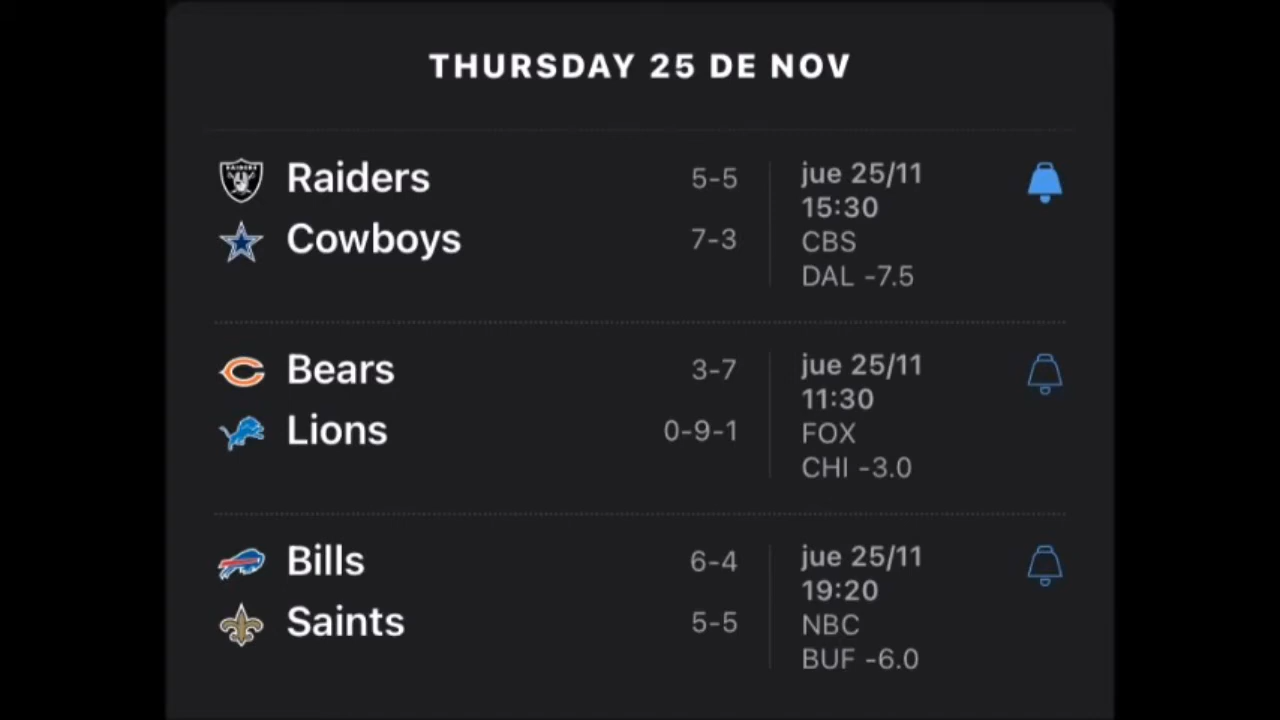 THURSDAY 25 DE NOV
Raiders 5-5
Cowboys 7-3
jue 25/11
15:30
CBS
DAL -7.5
Bears 3-7
Lions 0-9-1
jue 25/11
11:30
FOX
CHI -3.0
Bills 6-4
Saints 5-5
jue 25/11
19:20
NBC
BUF -6.0